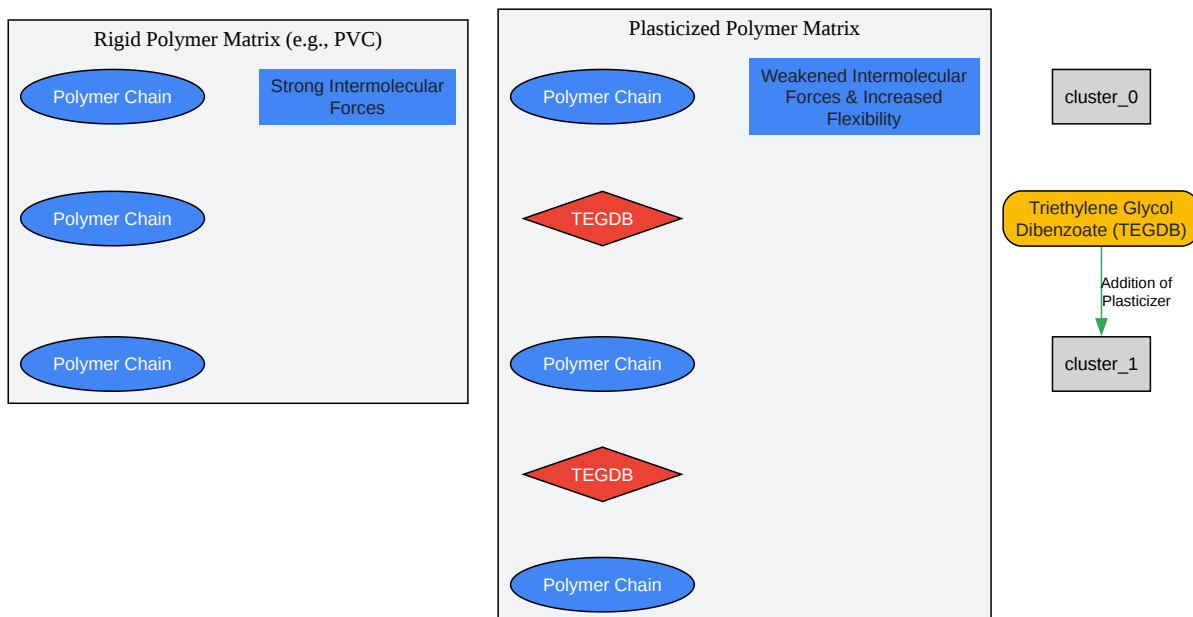 Rigid Polymer Matrix (e.g., PVC)
Polymer Chain
Strong Intermolecular
Forces
Polymer Chain
Polymer Chain
Plasticized Polymer Matrix
Polymer Chain
Weakened Intermolecular
Forces & Increased
Flexibility
TEGDB
Polymer Chain
TEGDB
Polymer Chain
cluster_0
Triethylene Glycol
Dibenzoate (TEGDB)
Addition of
Plasticizer
cluster_1